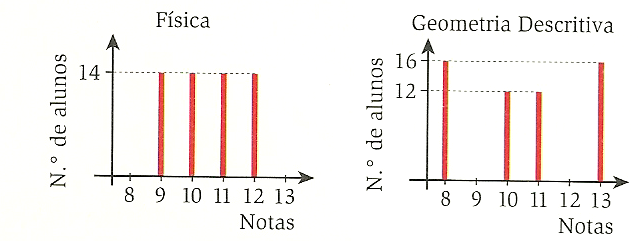 Física
N.° de alunos
14
8 9 10 11 12 13
Notas
Geometria Descritiva
N.° de alunos
16
12
8 9 10 11 12 13
Notas